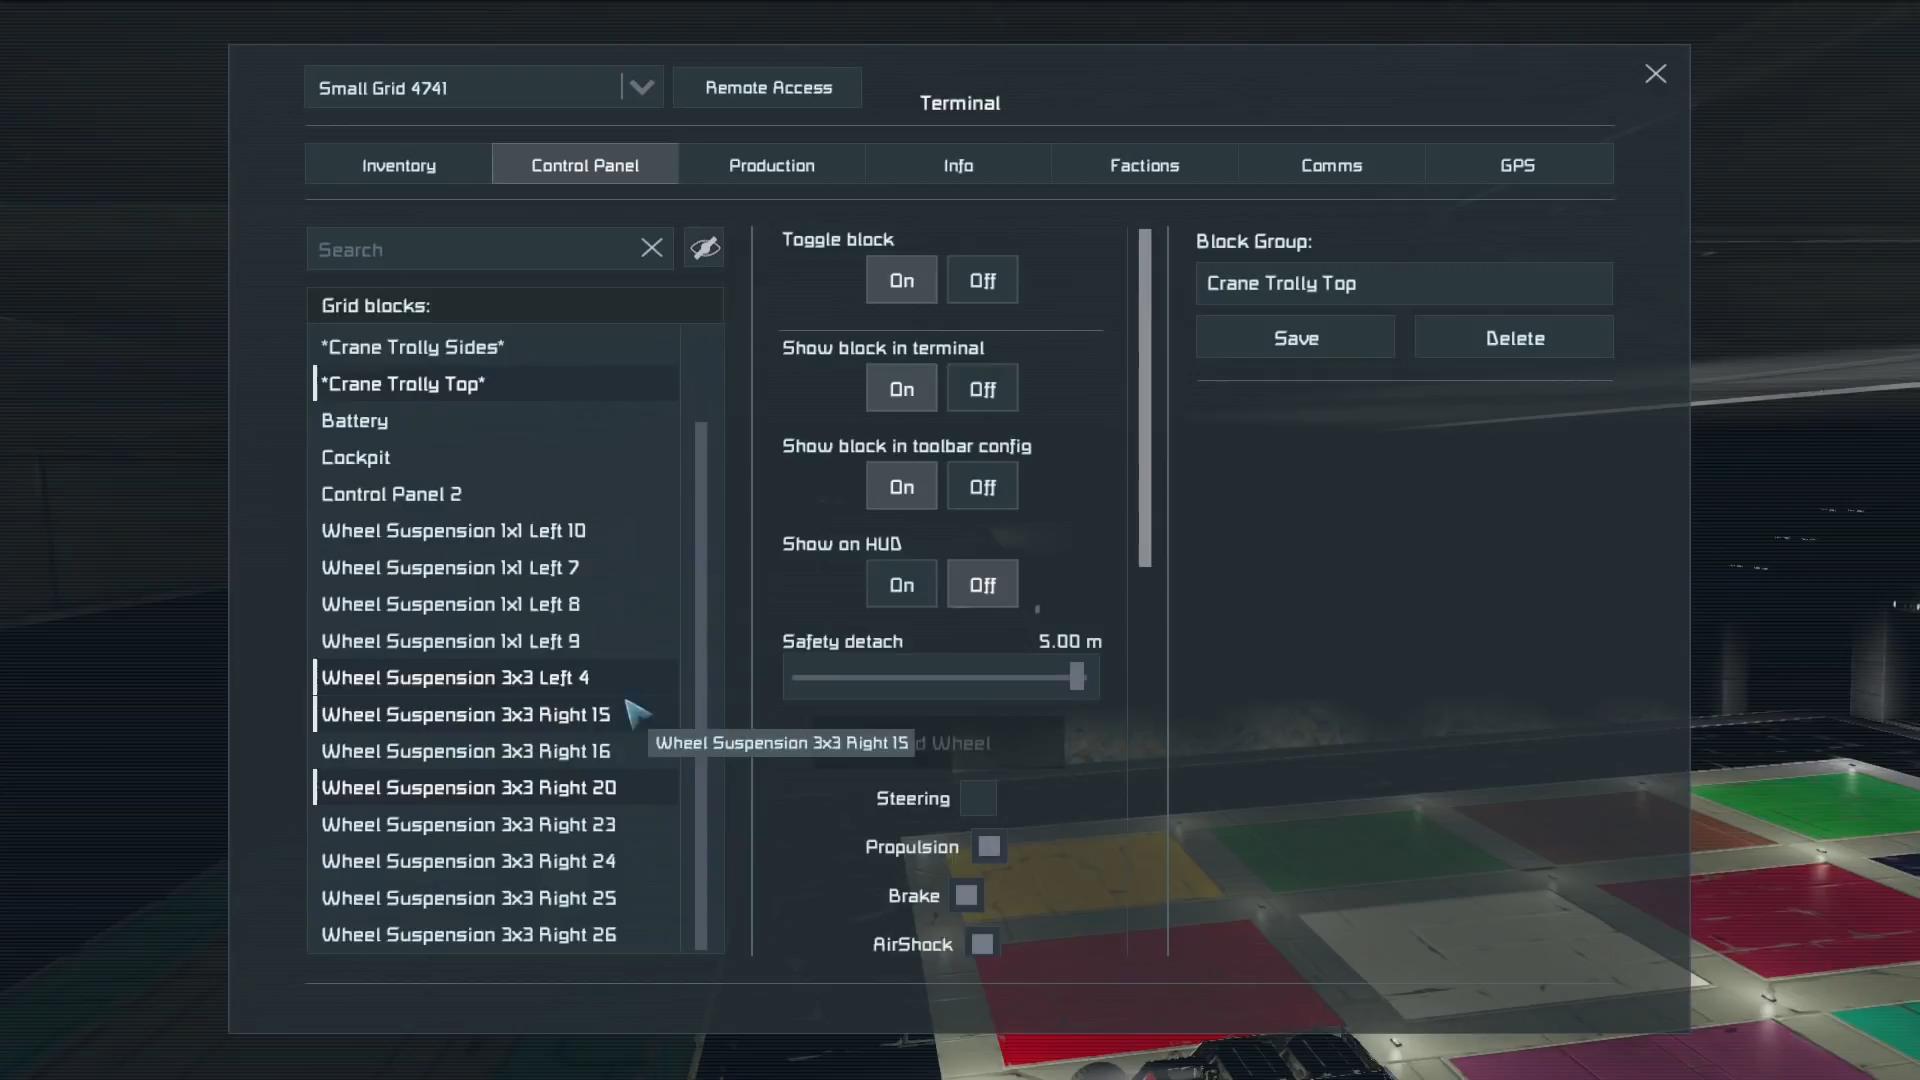 Small Grid 4741
Remote Access
Terminal
Inventory
Control Panel
Production
Info
Factions
Comms
GPS
Search
Grid blocks:
*Crane Trolly Sides*
*Crane Trolly Top*
Battery
Cockpit
Control Panel 2
Wheel Suspension 1x1 Left 10
Wheel Suspension 1x1 Left 7
Wheel Suspension 1x1 Left 8
Wheel Suspension 1x1 Left 9
Wheel Suspension 3x3 Left 4
Wheel Suspension 3x3 Right 15
Wheel Suspension 3x3 Right 16
Wheel Suspension 3x3 Right 20
Wheel Suspension 3x3 Right 23
Wheel Suspension 3x3 Right 24
Wheel Suspension 3x3 Right 25
Wheel Suspension 3x3 Right 26
Wheel Suspension 3x3 Right 15
Toggle block
On
Off
Show block in terminal
On
Off
Show block in toolbar config
On
Off
Show on HUD
On
Off
Safety detach
5.00 m
Wheel
Steering
Propulsion
Brake
AirShock
Block Group:
Crane Trolly Top
Save
Delete